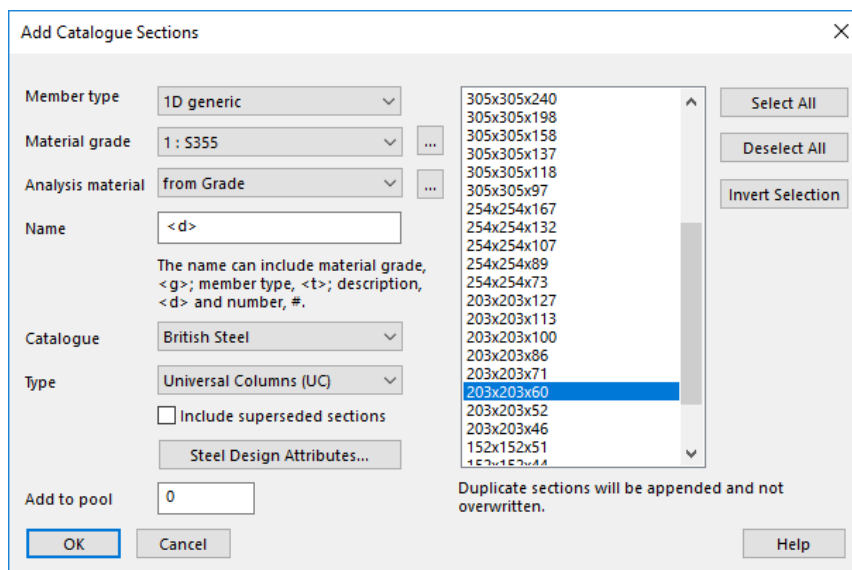 Add Catalogue Sections
Member type
1D generic
Material grade
1 : S355
...
Analysis material
from Grade
...
Name
<d>
The name can include material grade,
<g>; member type, <t>; description,
<d> and number, #.
Catalogue
British Steel
Type
Universal Columns (UC)
Include superseded sections
Steel Design Attributes...
Add to pool
0
OK
Cancel
305x305x240
305x305x198
305x305x158
305x305x137
305x305x118
305x305x97
254x254x167
254x254x132
254x254x107
254x254x89
254x254x73
203x203x127
203x203x113
203x203x100
203x203x86
203x203x71
203x203x60
203x203x52
203x203x46
152x152x51
152x152x44
Duplicate sections will be appended and not
overwritten.
Select All
Deselect All
Invert Selection
Help